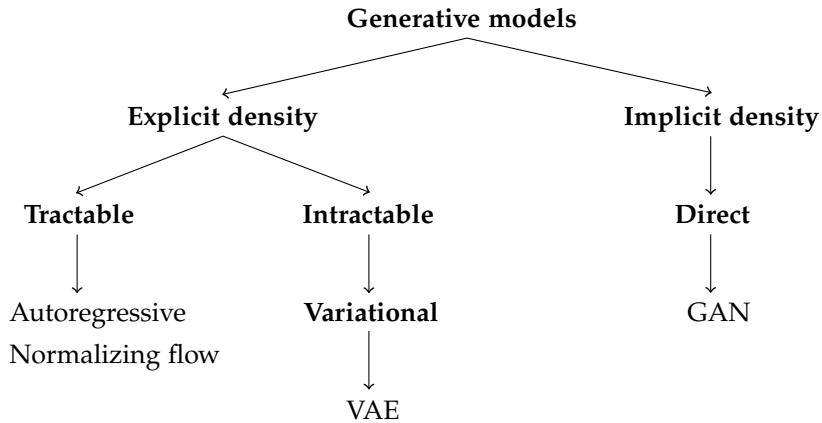 Generative models
Explicit density
Implicit density
Tractable
Intractable
Direct
Autoregressive
Normalizing flow
Variational
GAN
VAE